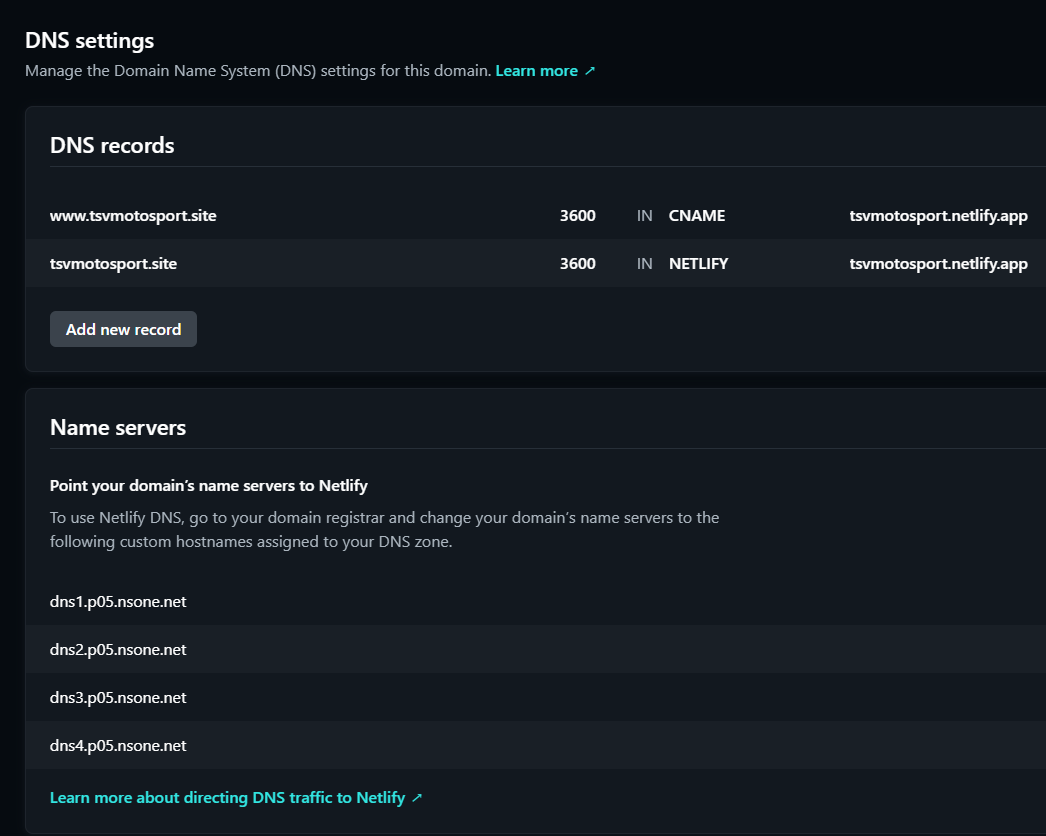 DNS settings
Manage the Domain Name System (DNS) settings for this domain. Learn more ↗
DNS records
www.tsvmotosport.site 3600 IN CNAME tsvmotosport.netlify.app
tsvmotosport.site 3600 IN NETLIFY tsvmotosport.netlify.app
Add new record
Name servers
Point your domain’s name servers to Netlify
To use Netlify DNS, go to your domain registrar and change your domain’s name servers to the
following custom hostnames assigned to your DNS zone.
dns1.p05.nsone.net
dns2.p05.nsone.net
dns3.p05.nsone.net
dns4.p05.nsone.net
Learn more about directing DNS traffic to Netlify ↗